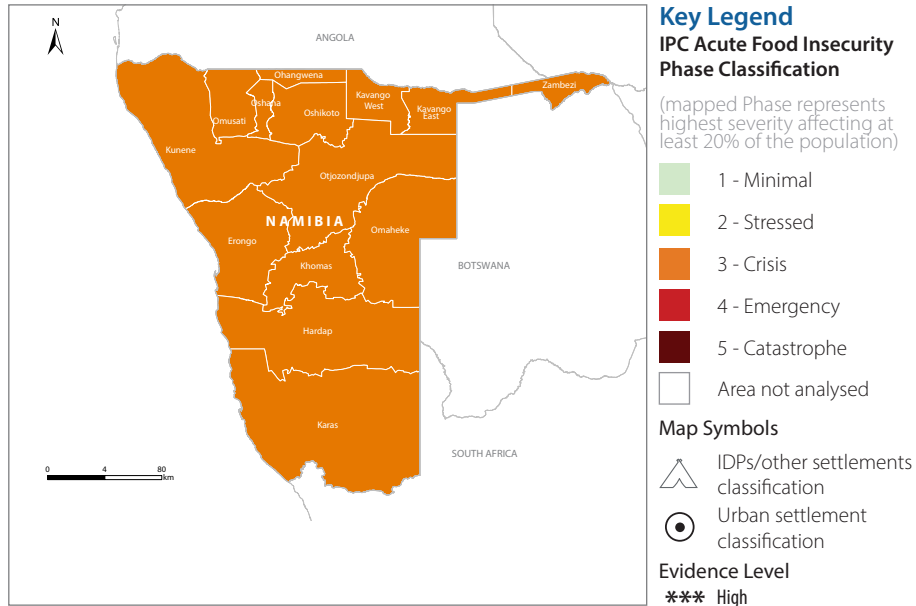 N
ANGOLA
Ohangwena
Zambezi
Oshana
Kavango
West
Omusati
Oshikoto
Kavango
East
Kunene
Otjozondjupa
NAMIBIA
Omaheke
Erongo
Khomas
BOTSWANA
Hardap
Karas
SOUTH AFRICA
0 4 80
km
Key Legend
IPC Acute Food Insecurity
Phase Classification
(mapped Phase represents
highest severity affecting at
least 20% of the population)
1 - Minimal
2 - Stressed
3 - Crisis
4 - Emergency
5 - Catastrophe
Area not analysed
Map Symbols
IDPs/other settlements
classification
Urban settlement
classification
Evidence Level
*** High